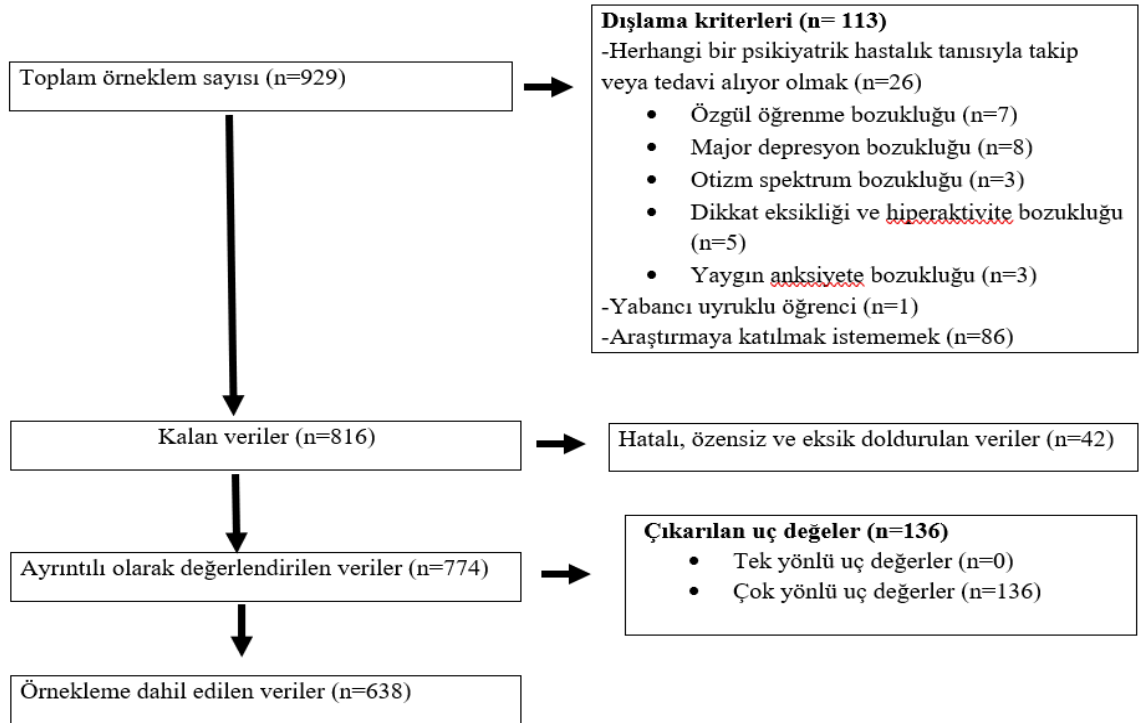 Toplam örneklem sayısı (n=929)
Dışlama kriterleri (n= 113)
-Herhangi bir psikiyatrik hastalık tanısıyla takip
veya tedavi alıyor olmak (n=26)
• Özgül öğrenme bozukluğu (n=7)
• Major depresyon bozukluğu (n=8)
• Otizm spektrum bozukluğu (n=3)
• Dikkat eksikliği ve hiperaktivite bozukluğu
(n=5)
• Yaygın anksiyete bozukluğu (n=3)
-Yabancı uyruklu öğrenci (n=1)
-Araştırmaya katılmak istememek (n=86)
Kalan veriler (n=816)
Hatalı, özensiz ve eksik doldurulan veriler (n=42)
Ayrıntılı olarak değerlendirilen veriler (n=774)
Çıkarılan uç değeler (n=136)
• Tek yönlü uç değerler (n=0)
• Çok yönlü uç değerler (n=136)
Örnekleme dahil edilen veriler (n=638)